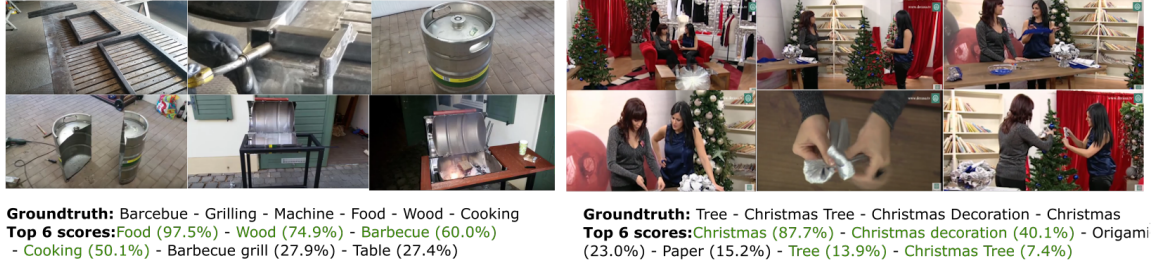 Groundtruth: Barcebue - Grilling - Machine - Food - Wood - Cooking
Top 6 scores:Food (97.5%) - Wood (74.9%) - Barbecue (60.0%)
- Cooking (50.1%) - Barbecue grill (27.9%) - Table (27.4%)
Groundtruth: Tree - Christmas Tree - Christmas Decoration - Christmas
Top 6 scores:Christmas (87.7%) - Christmas decoration (40.1%) - Origami
(23.0%) - Paper (15.2%) - Tree (13.9%) - Christmas Tree (7.4%)